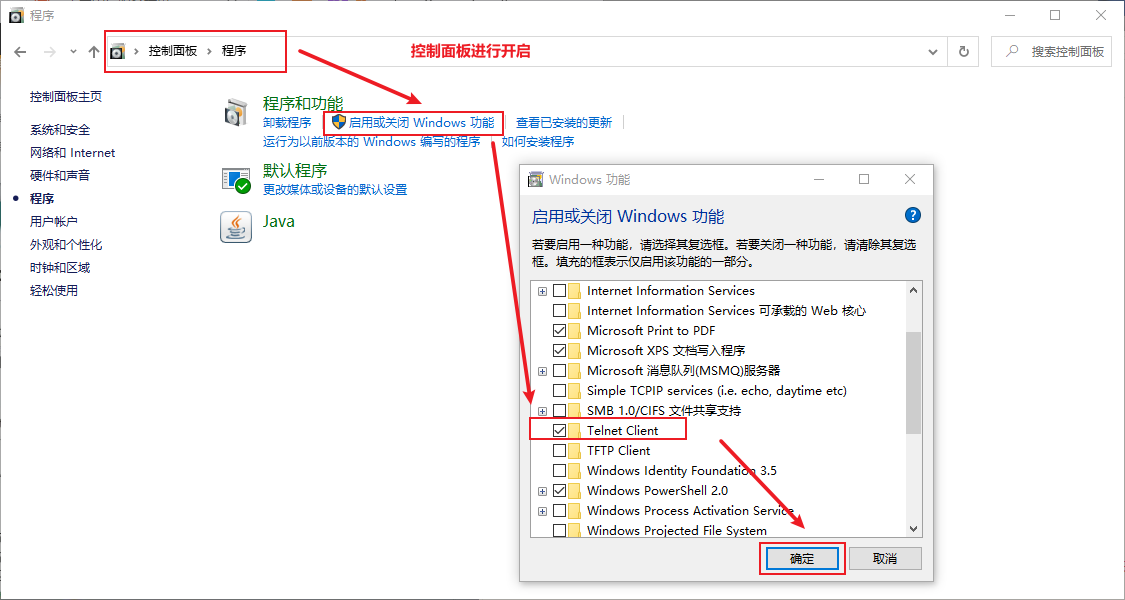 程序
控制面板 程序
控制面板进行开启
搜索控制面板
控制面板主页
系统和安全
网络和 Internet
硬件和声音
程序
用户帐户
外观和个性化
时钟和区域
轻松使用
程序和功能
卸载程序 启用或关闭 Windows 功能 查看已安装的更新
运行为以前版本的 Windows 编写的程序 如何安装程序
默认程序
更改媒体或设备的默认设置
Java
Windows 功能
启用或关闭 Windows 功能
若要启用一种功能，请选择其复选框。若要关闭一种功能，请清除其复选
框。填充的框表示仅启用该功能的一部分。
Internet Information Services
Internet Information Services 可承载的 Web 核心
Microsoft Print to PDF
Microsoft XPS 文档写入程序
Microsoft 消息队列(MSMQ)服务器
Simple TCPIP services (i.e. echo, daytime etc)
SMB 1.0/CIFS 文件共享支持
Telnet Client
TFTP Client
Windows Identity Foundation 3.5
Windows PowerShell 2.0
Windows Process Activation Service
Windows Projected File System
确定
取消